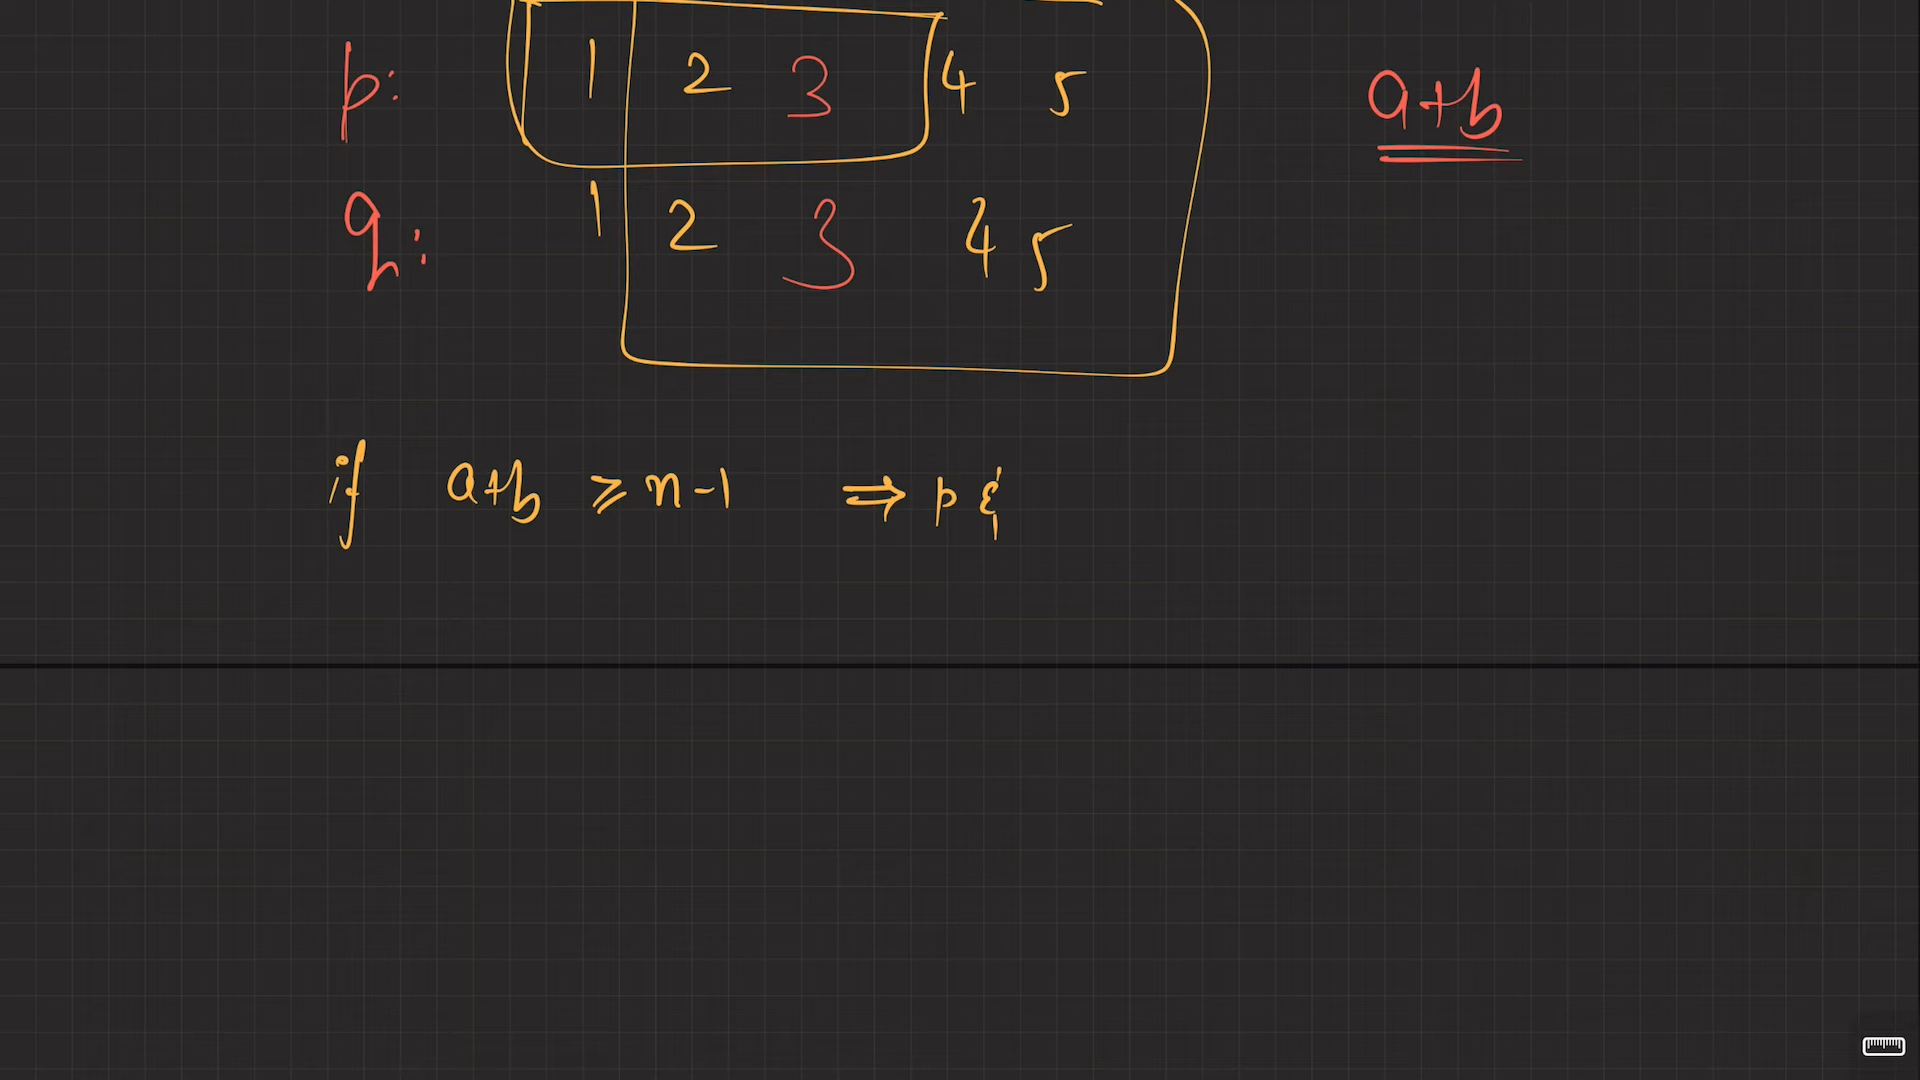 p: 1 2 3 4 5 a+b
q: 1 2 3 4 5
if a+b ≥ n-1 ⇒ p &